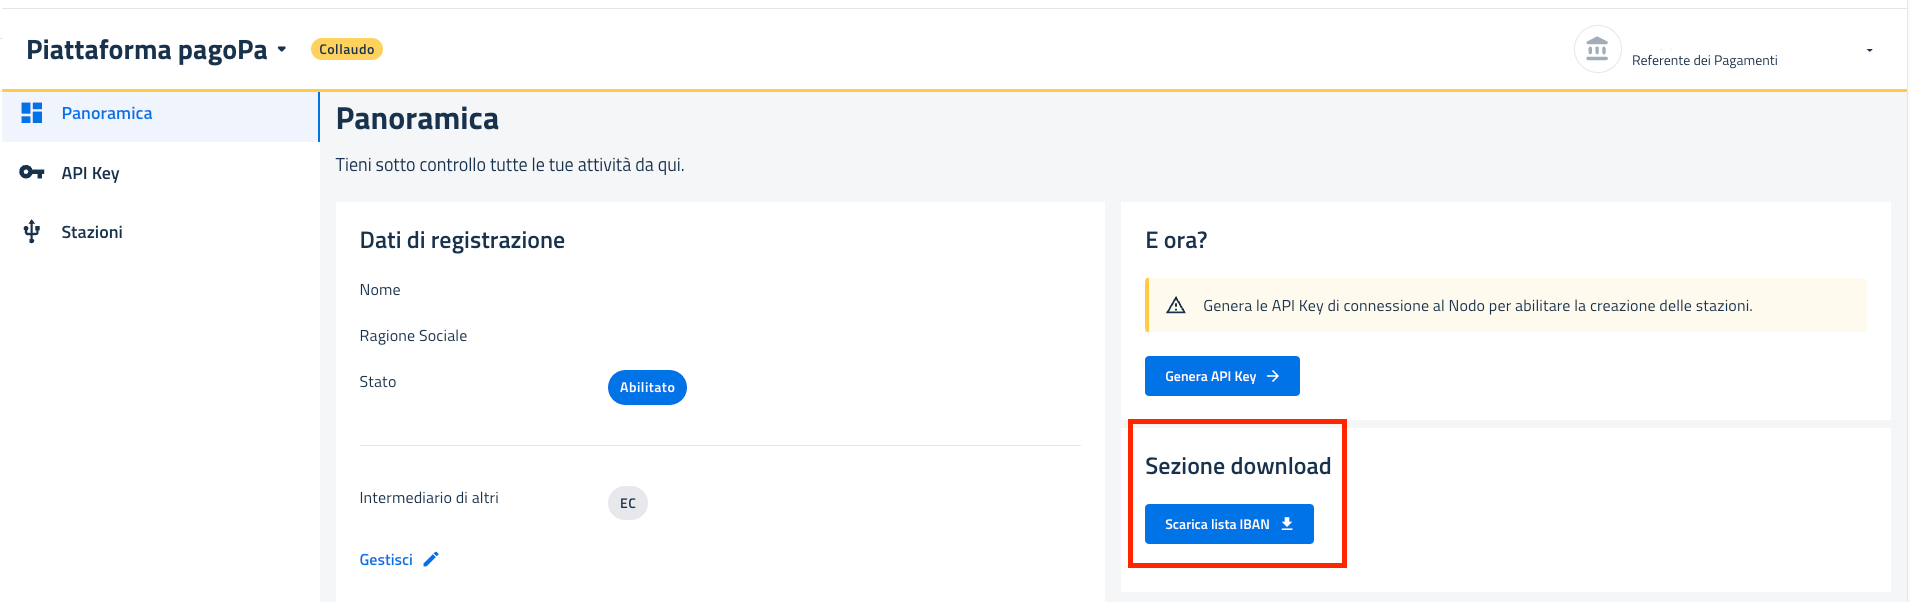 Piattaforma pagoPa
Collaudo
Referente dei Pagamenti
Panoramica
API Key
Stazioni
Panoramica
Tieni sotto controllo tutte le tue attività da qui.
Dati di registrazione
Nome
Ragione Sociale
Stato
Abilitato
Intermediario di altri
EC
Gestisci
E ora?
Genera le API Key di connessione al Nodo per abilitare la creazione delle stazioni.
Genera API Key
Sezione download
Scarica lista IBAN